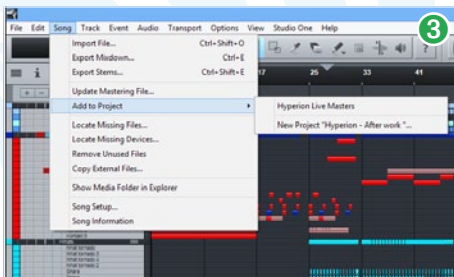 File Edit Song Track Event Audio Transport Options View Studio One Help
3
Import File... Ctrl+Shift+O
Export Mixdown... Ctrl+E
Export Stems... Ctrl+Shift+E
17 25 33 41
Update Mastering File...
Add to Project
Hyperion Live Masters
New Project "Hyperion - After work "...
Locate Missing Files...
Locate Missing Devices...
Remove Unused Files
Copy External Files...
Show Media Folder in Explorer
Song Setup...
Song Information